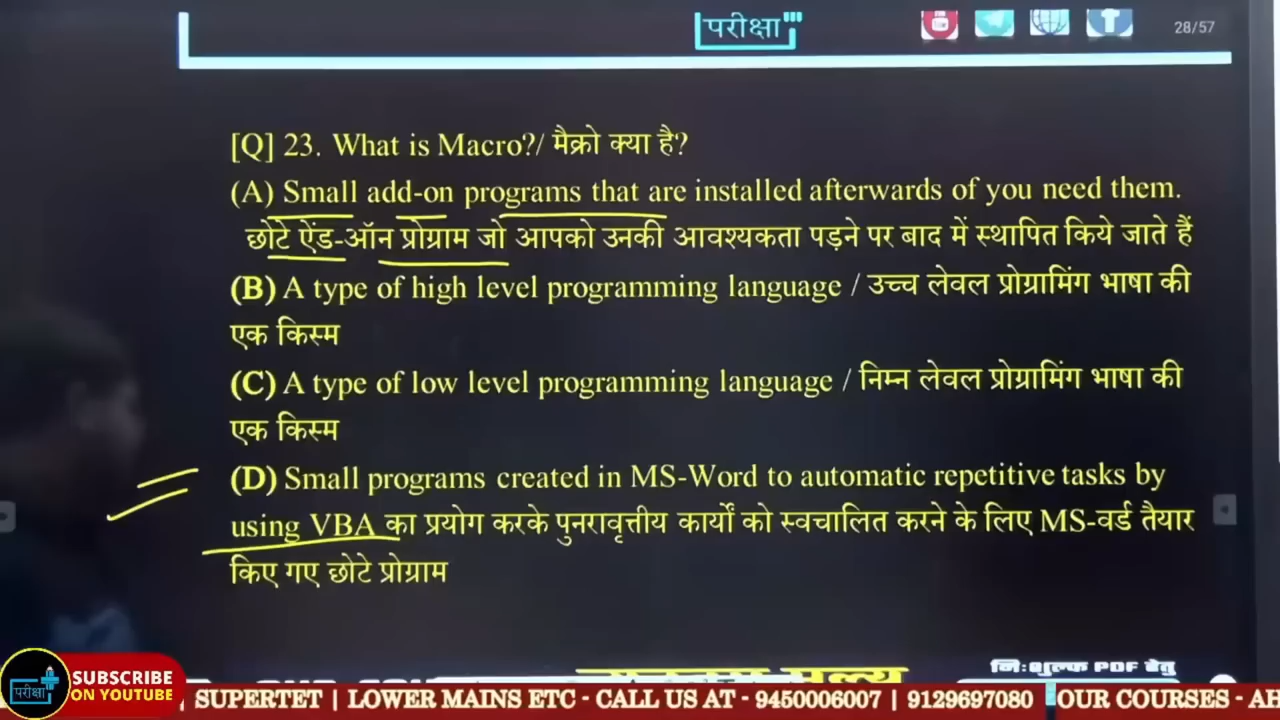 परीक्षा
28/57
[Q] 23. What is Macro?/ मैक्रो क्या है?
(A) Small add-on programs that are installed afterwards of you need them.
छोटे ऐंड-ऑन प्रोग्राम जो आपको उनकी आवश्यकता पड़ने पर बाद में स्थापित किये जाते हैं
(B) A type of high level programming language / उच्च लेवल प्रोग्रामिंग भाषा की
एक किस्म
(C) A type of low level programming language / निम्न लेवल प्रोग्रामिंग भाषा की
एक किस्म
(D) Small programs created in MS-Word to automatic repetitive tasks by
using VBA का प्रयोग करके पुनरावृत्तीय कार्यों को स्वचालित करने के लिए MS-वर्ड तैयार
किए गए छोटे प्रोग्राम
निःशुल्क PDF हेतु
परीक्षा
SUBSCRIBE
ON YOUTUBE
SUPERTET | LOWER MAINS ETC - CALL US AT - 9450006007 | 9129697080
OUR COURSES -